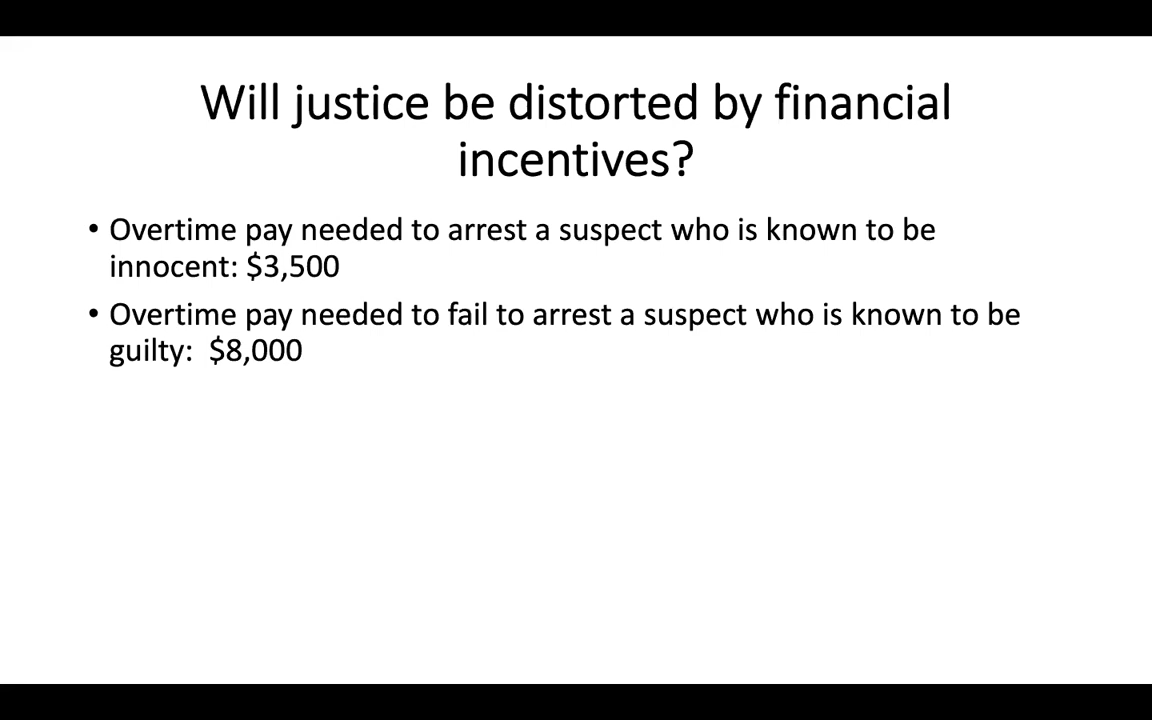 Will justice be distorted by financial
incentives?
• Overtime pay needed to arrest a suspect who is known to be
innocent: $3,500
• Overtime pay needed to fail to arrest a suspect who is known to be
guilty:  $8,000